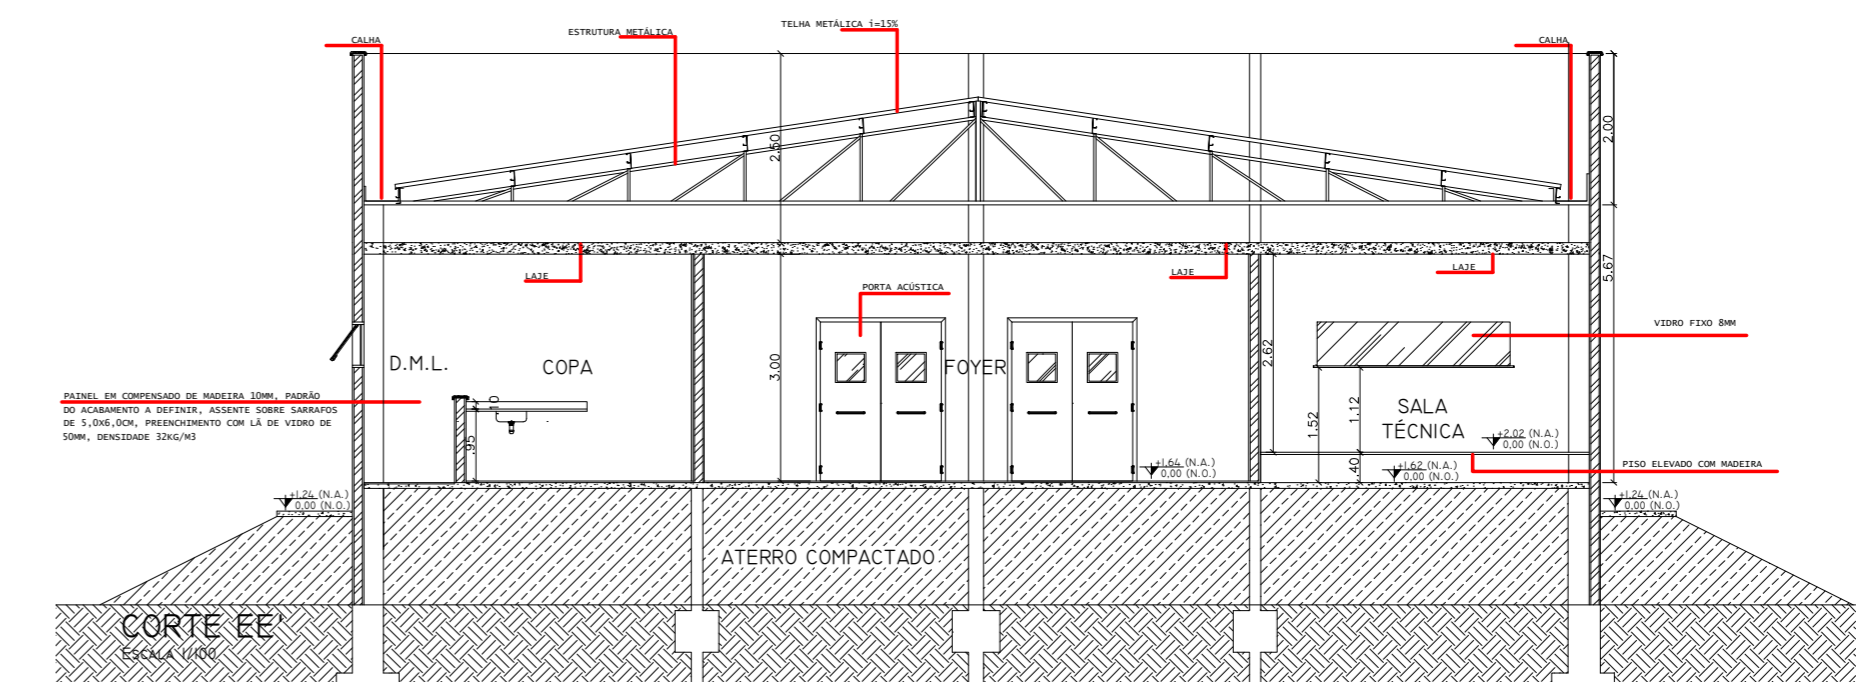 TELHA METÁLICA i=15%
ESTRUTURA METÁLICA
CALHA
CALHA
2.00
2.50
5.67
LAJE
LAJE
LAJE
PORTA ACÚSTICA
VIDRO FIXO 8MM
D.M.L.
COPA
3.00
FOYER
2.62
PAINEL EM COMPENSADO DE MADEIRA 10MM, PADRÃO
DO ACABAMENTO A DEFINIR, ASSENTE SOBRE SARRAFOS
DE 5,0X6,0CM, PREENCHIMENTO COM LÃ DE VIDRO DE
50MM, DENSIDADE 32KG/M3
.10
.95
1.52
1.12
SALA
TÉCNICA
+2.02 (N.A.)
0,00 (N.O.)
.40
+1.64 (N.A.)
0,00 (N.O.)
+1.62 (N.A.)
0,00 (N.O.)
PISO ELEVADO COM MADEIRA
+1.24 (N.A.)
0,00 (N.O.)
+1.24 (N.A.)
0,00 (N.O.)
ATERRO COMPACTADO
CORTE EE'
ESCALA 1/100